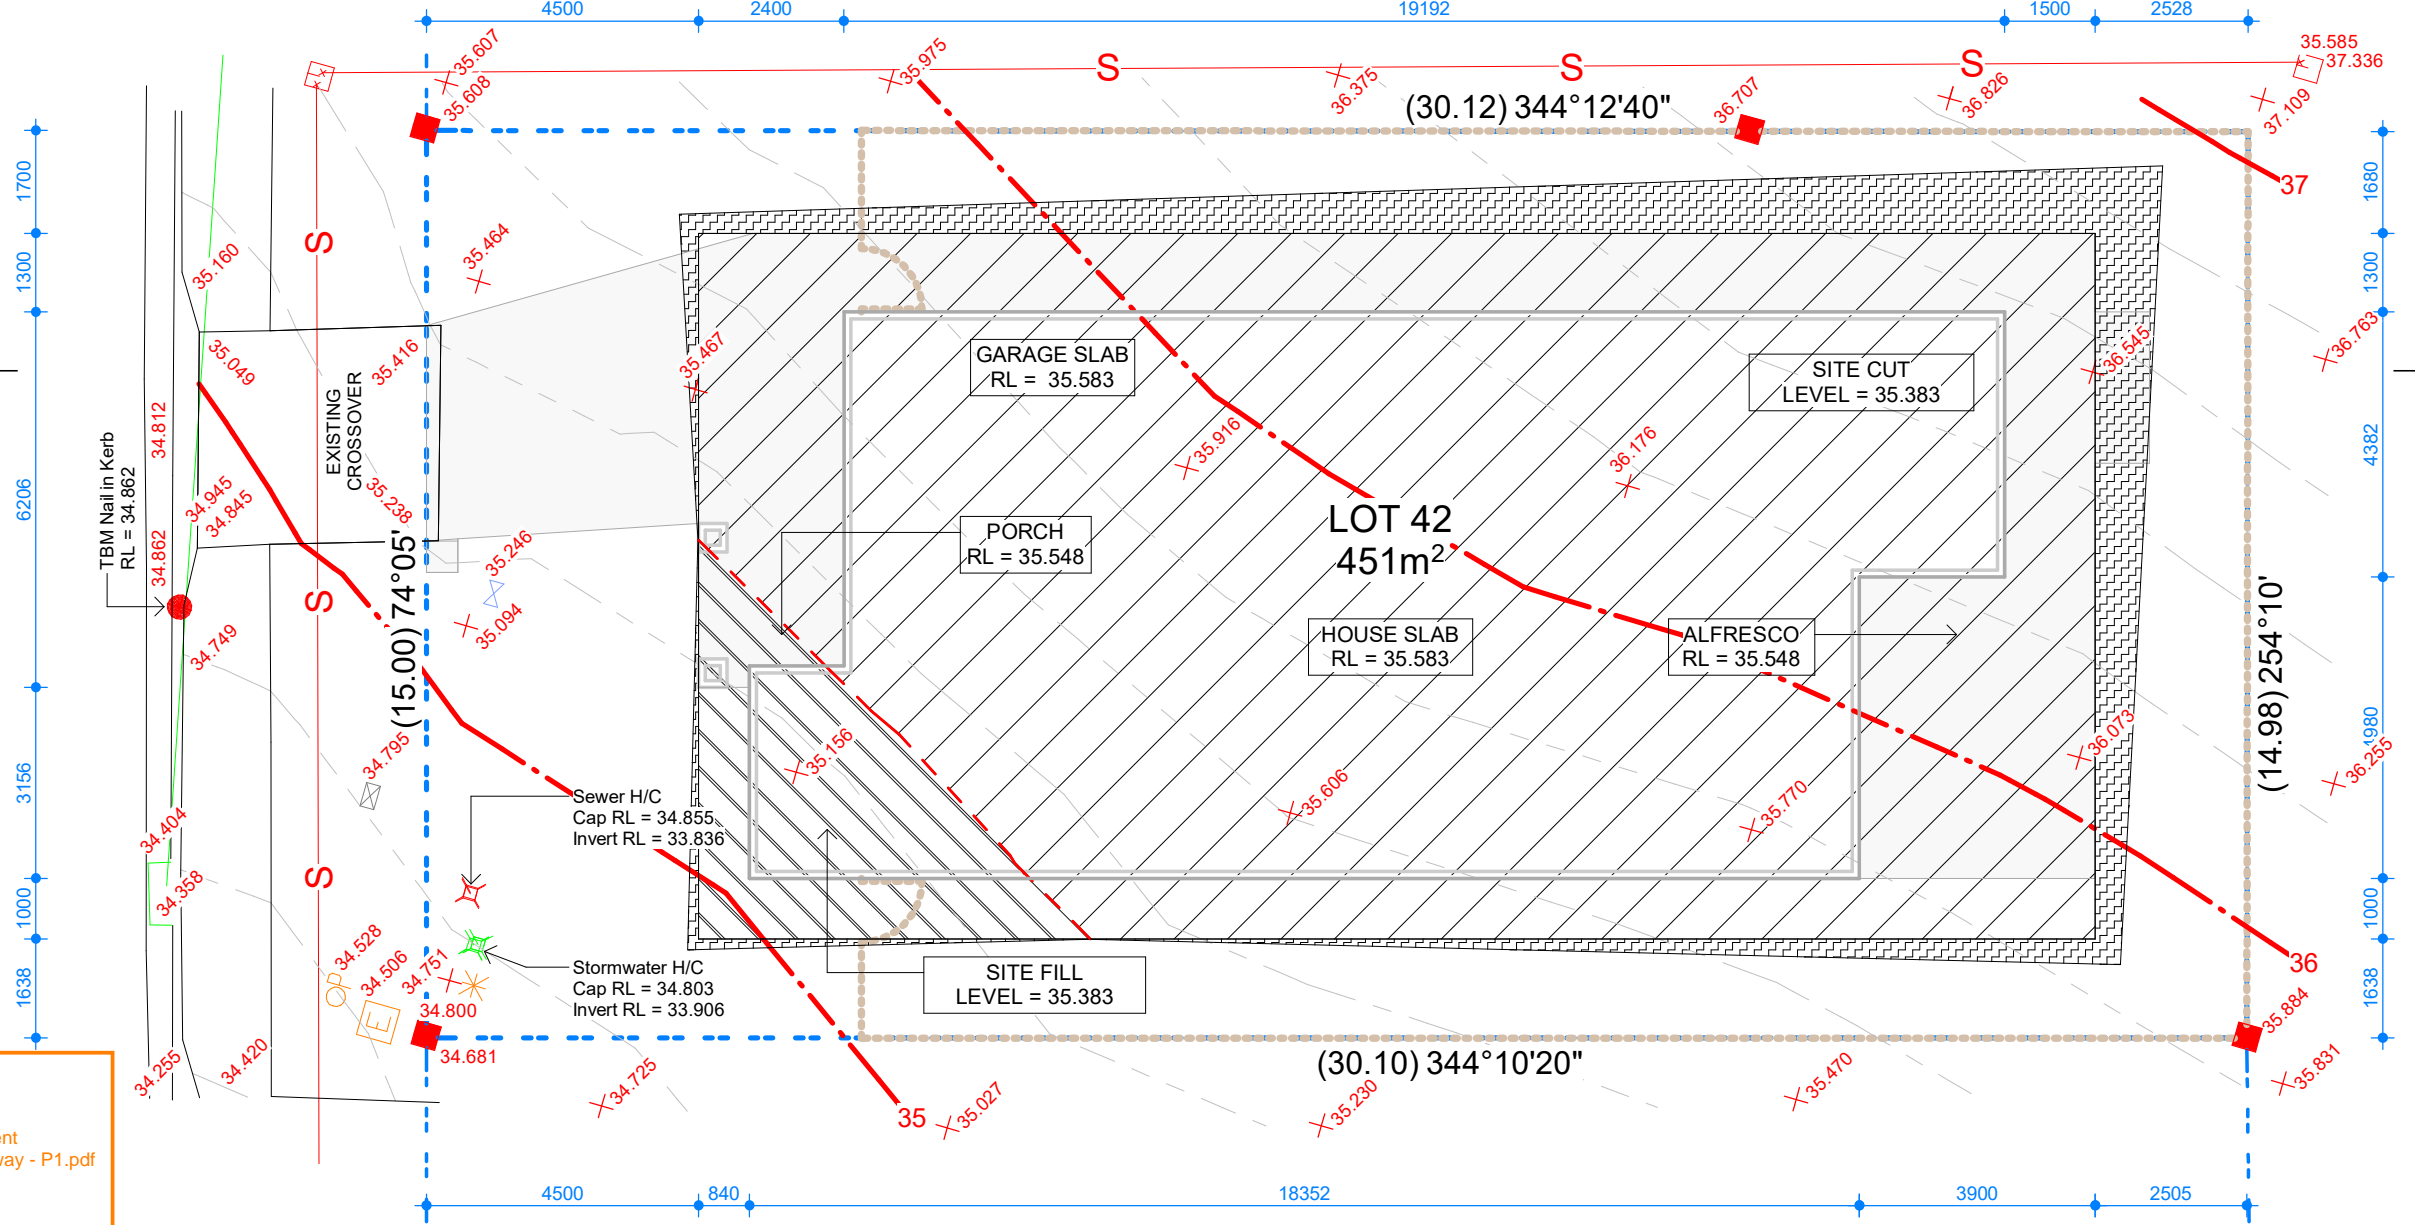 4500
2400
19192
1500
2528
35.607
35.608
35.975
S
S
S
36.375
(30.12) 344°12'40"
36.707
36.826
35.585
37.336
37.109
1700
1680
37
S
35.464
35.160
1300
1300
35.049
35.416
35.467
GARAGE SLAB
RL = 35.583
SITE CUT
LEVEL = 35.383
36.545
36.763
EXISTING
CROSSOVER
34.812
TBM Nail in Kerb
RL = 34.862
34.862
34.945
34.845
35.238
35.916
36.176
4382
6206
(15.00) 74°05'
35.246
35.094
PORCH
RL = 35.548
LOT 42
451m²
S
34.749
HOUSE SLAB
RL = 35.583
ALFRESCO
RL = 35.548
(14.98) 254°10'
34.795
35.156
35.606
35.770
36.073
36.255
4980
3156
Sewer H/C
Cap RL = 34.855
Invert RL = 33.836
34.404
34.358
S
1000
1000
34.528
34.506
34.751
Stormwater H/C
Cap RL = 34.803
Invert RL = 33.906
SITE FILL
LEVEL = 35.383
36
1638
1638
E
34.800
34.681
35.884
34.255
34.420
34.725
35
35.027
(30.10) 344°10'20"
35.230
35.470
35.831
ent
way - P1.pdf
4500
840
18352
3900
2505